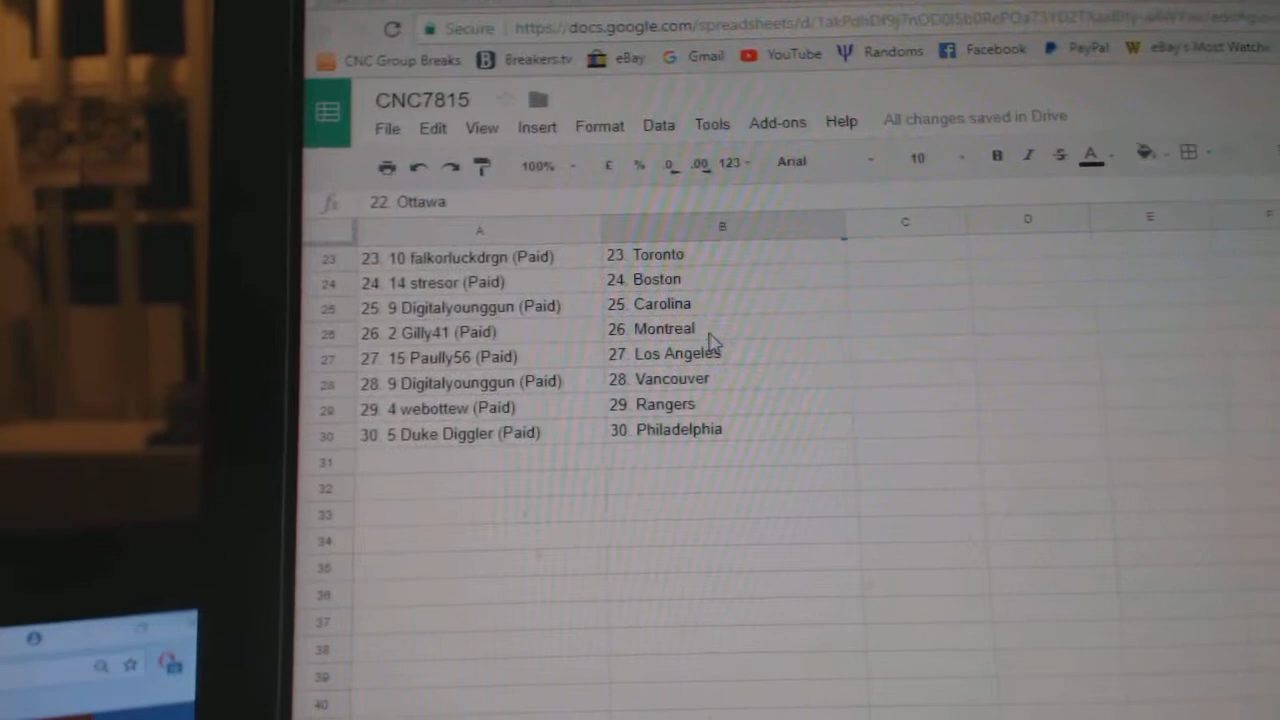 Secure https://docs.google.com/spreadsheets/d/
CNC Group Breaks Breakers.tv eBay Gmail YouTube Randoms Facebook PayPal eBay's Most Watche
CNC7815
File Edit View Insert Format Data Tools Add-ons Help All changes saved in Drive
100% £ % .0 .00 123 Arial 10 B I S A
fx 22. Ottawa
A B C D E F
23 23. 10 falkorluckdrgn (Paid) 23. Toronto
24 24. 14 stresor (Paid) 24. Boston
25 25. 9 Digitalyounggun (Paid) 25. Carolina
26 26. 2 Gilly41 (Paid) 26. Montreal
27 27. 15 Paully56 (Paid) 27. Los Angeles
28 28. 9 Digitalyounggun (Paid) 28. Vancouver
29 29. 4 webottew (Paid) 29. Rangers
30 30. 5 Duke Diggler (Paid) 30. Philadelphia
31
32
33
34
35
36
37
38
39
40